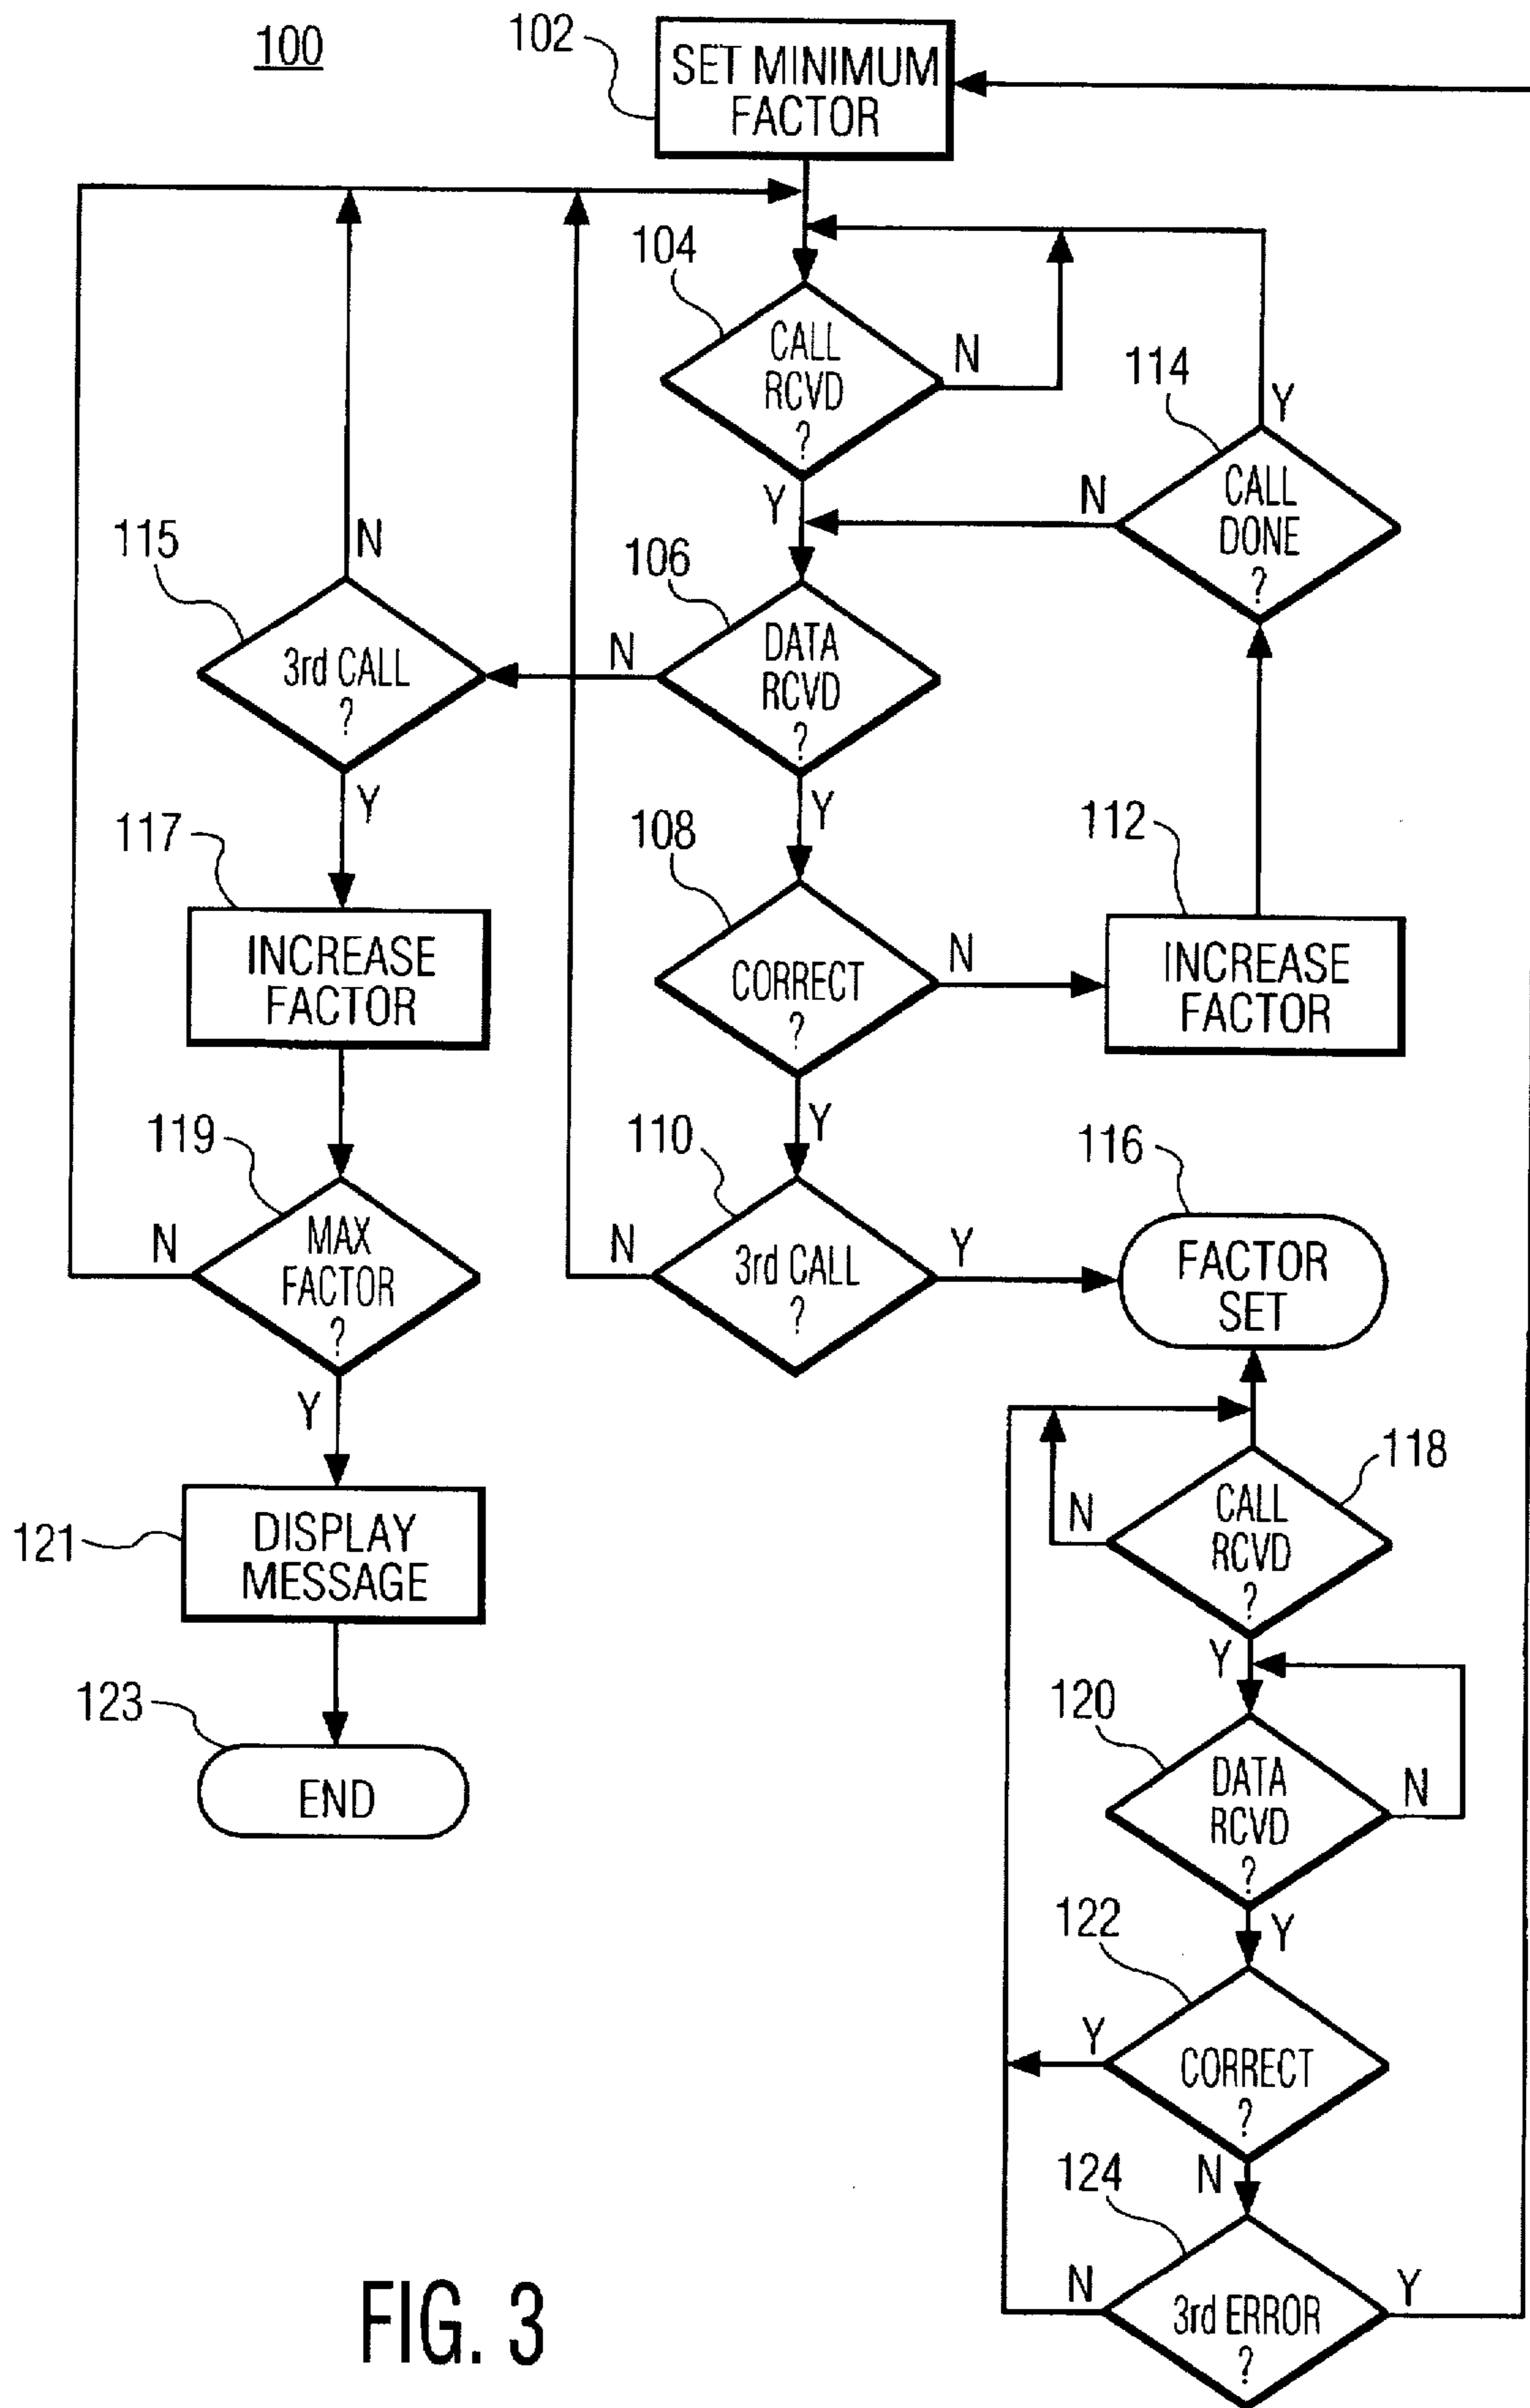 100
102
SET MINIMUM
FACTOR
104
CALL
RCVD
?
N
Y
114
CALL
DONE
?
Y
N
115
3rd CALL
?
N
Y
106
DATA
RCVD
?
N
Y
117
INCREASE
FACTOR
108
CORRECT
?
N
Y
112
INCREASE
FACTOR
119
MAX
FACTOR
?
N
Y
110
3rd CALL
?
N
Y
116
FACTOR
SET
121
DISPLAY
MESSAGE
118
CALL
RCVD
?
N
Y
123
END
120
DATA
RCVD
?
N
Y
122
CORRECT
?
Y
N
124
3rd ERROR
?
N
Y
FIG. 3